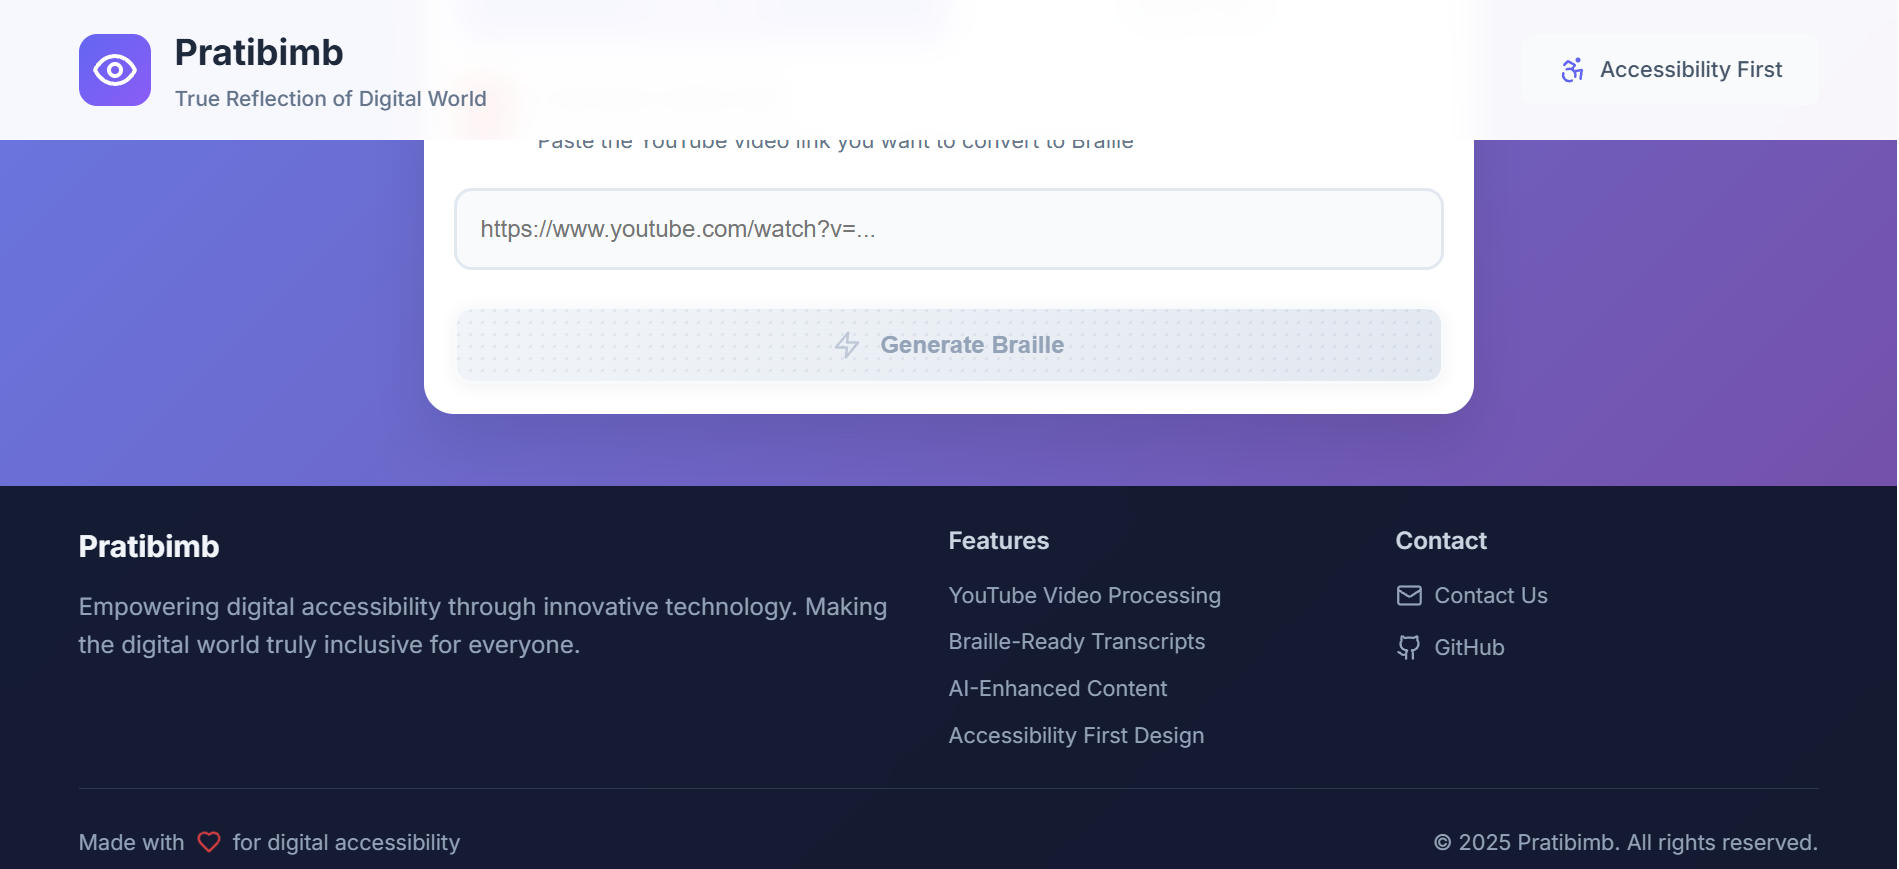 Pratibimb
True Reflection of Digital World
Accessibility First
Paste the YouTube video link you want to convert to Braille
https://www.youtube.com/watch?v=...
Generate Braille
Pratibimb
Empowering digital accessibility through innovative technology. Making
the digital world truly inclusive for everyone.
Features
YouTube Video Processing
Braille-Ready Transcripts
AI-Enhanced Content
Accessibility First Design
Contact
Contact Us
GitHub
Made with for digital accessibility
© 2025 Pratibimb. All rights reserved.